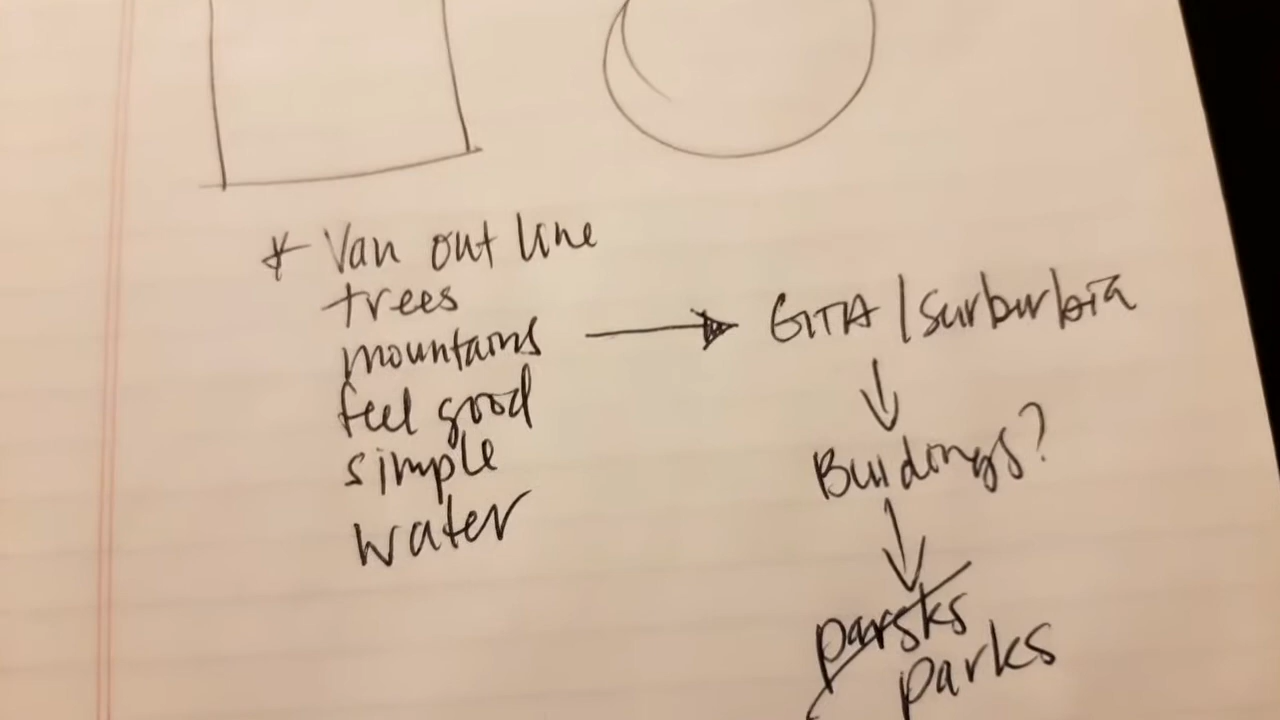 * Van out line
trees
mountains
feel good
simple
water
GTA / surburbia
Buildings?
parsks
parks